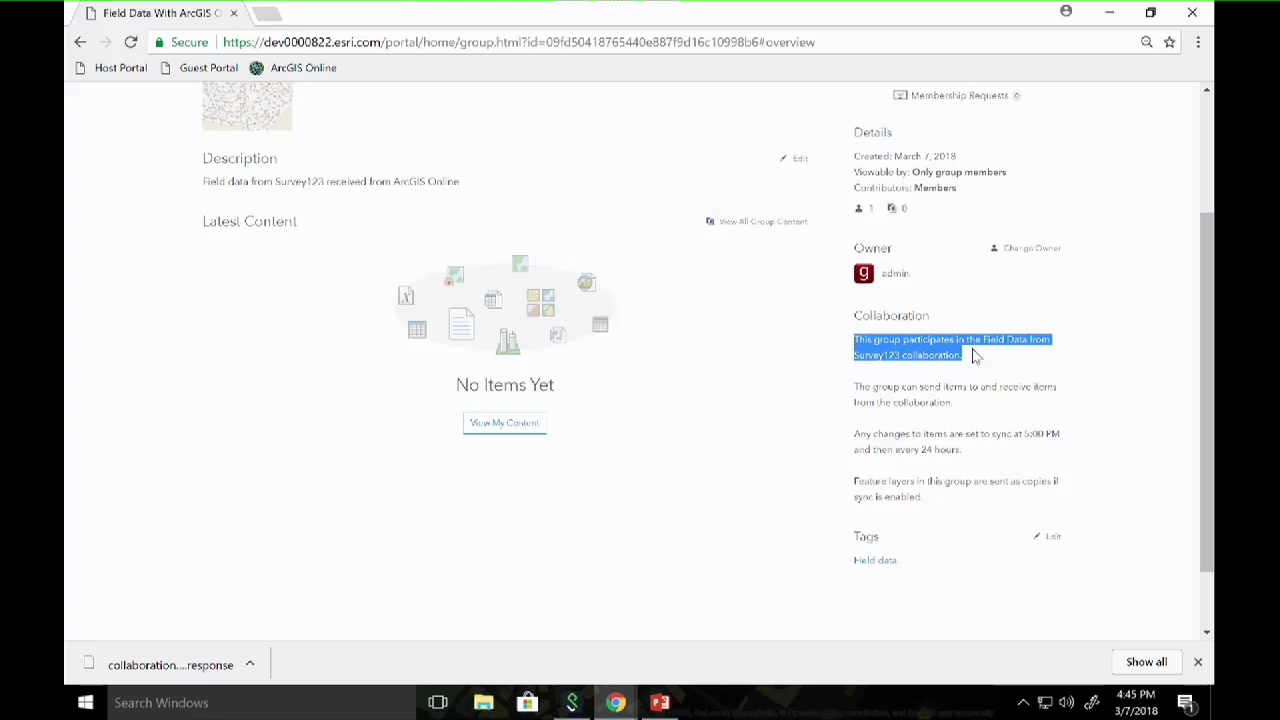 Field Data With ArcGIS O
Secure
https://dev0000822.esri.com/portal/home/group.html?id=09fd50418765440e887f9d16c10998b6#overview
Host Portal
Guest Portal
ArcGIS Online
Membership Requests 0
Description
Edit
Field data from Survey123 received from ArcGIS Online
Latest Content
View All Group Content
No Items Yet
View My Content
Details
Created: March 7, 2018
Viewable by: Only group members
Contributors: Members
1 0
Owner
Change Owner
g admin
Collaboration
This group participates in the Field Data from
Survey123 collaboration.
The group can send items to and receive items
from the collaboration.
Any changes to items are set to sync at 5:00 PM
and then every 24 hours.
Feature layers in this group are sent as copies if
sync is enabled.
Tags
Edit
Field data
collaboration....response
Show all
Search Windows
4:45 PM
3/7/2018